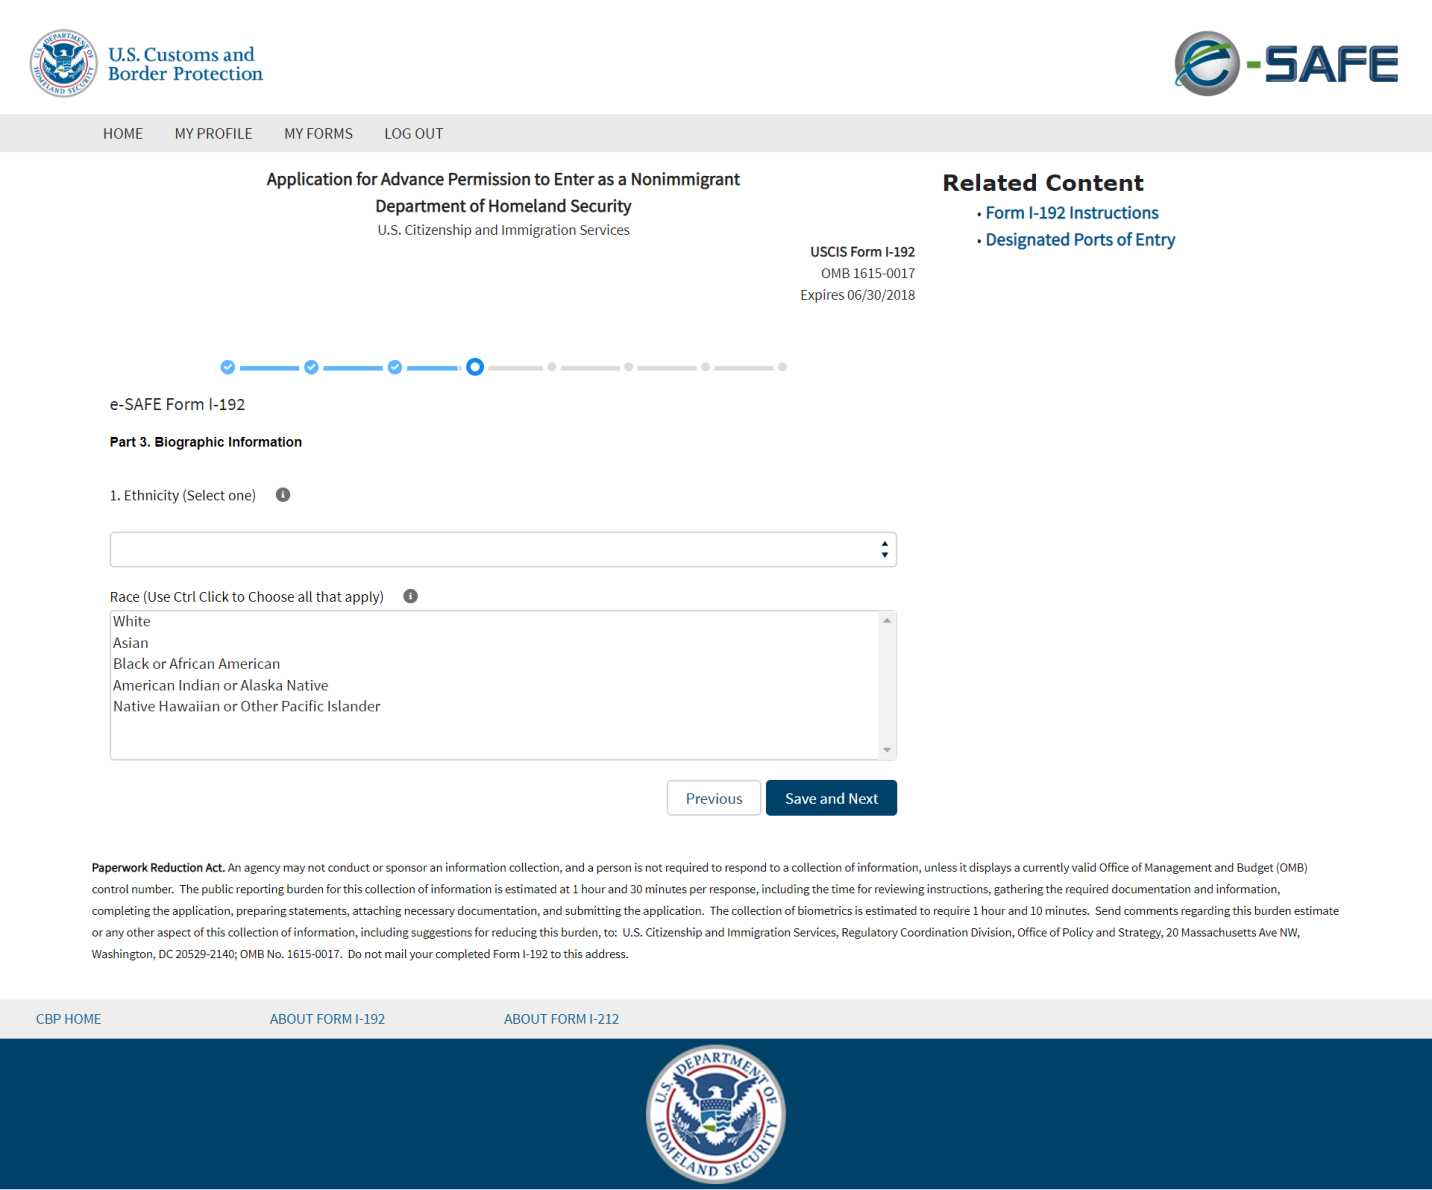 U.S. DEPARTMENT OF HOMELAND SECURITY
U.S. Customs and
Border Protection
e-SAFE
HOME MY PROFILE MY FORMS LOG OUT
Application for Advance Permission to Enter as a Nonimmigrant
Department of Homeland Security
U.S. Citizenship and Immigration Services
USCIS Form I-192
OMB 1615-0017
Expires 06/30/2018
Related Content
• Form I-192 Instructions
• Designated Ports of Entry
e-SAFE Form I-192
Part 3. Biographic Information
1. Ethnicity (Select one)
Race (Use Ctrl Click to Choose all that apply)
White
Asian
Black or African American
American Indian or Alaska Native
Native Hawaiian or Other Pacific Islander
Previous Save and Next
Paperwork Reduction Act. An agency may not conduct or sponsor an information collection, and a person is not required to respond to a collection of information, unless it displays a currently valid Office of Management and Budget (OMB)
control number. The public reporting burden for this collection of information is estimated at 1 hour and 30 minutes per response, including the time for reviewing instructions, gathering the required documentation and information,
completing the application, preparing statements, attaching necessary documentation, and submitting the application. The collection of biometrics is estimated to require 1 hour and 10 minutes. Send comments regarding this burden estimate
or any other aspect of this collection of information, including suggestions for reducing this burden, to: U.S. Citizenship and Immigration Services, Regulatory Coordination Division, Office of Policy and Strategy, 20 Massachusetts Ave NW,
Washington, DC 20529-2140; OMB No. 1615-0017. Do not mail your completed Form I-192 to this address.
CBP HOME ABOUT FORM I-192 ABOUT FORM I-212
U.S. DEPARTMENT OF HOMELAND SECURITY